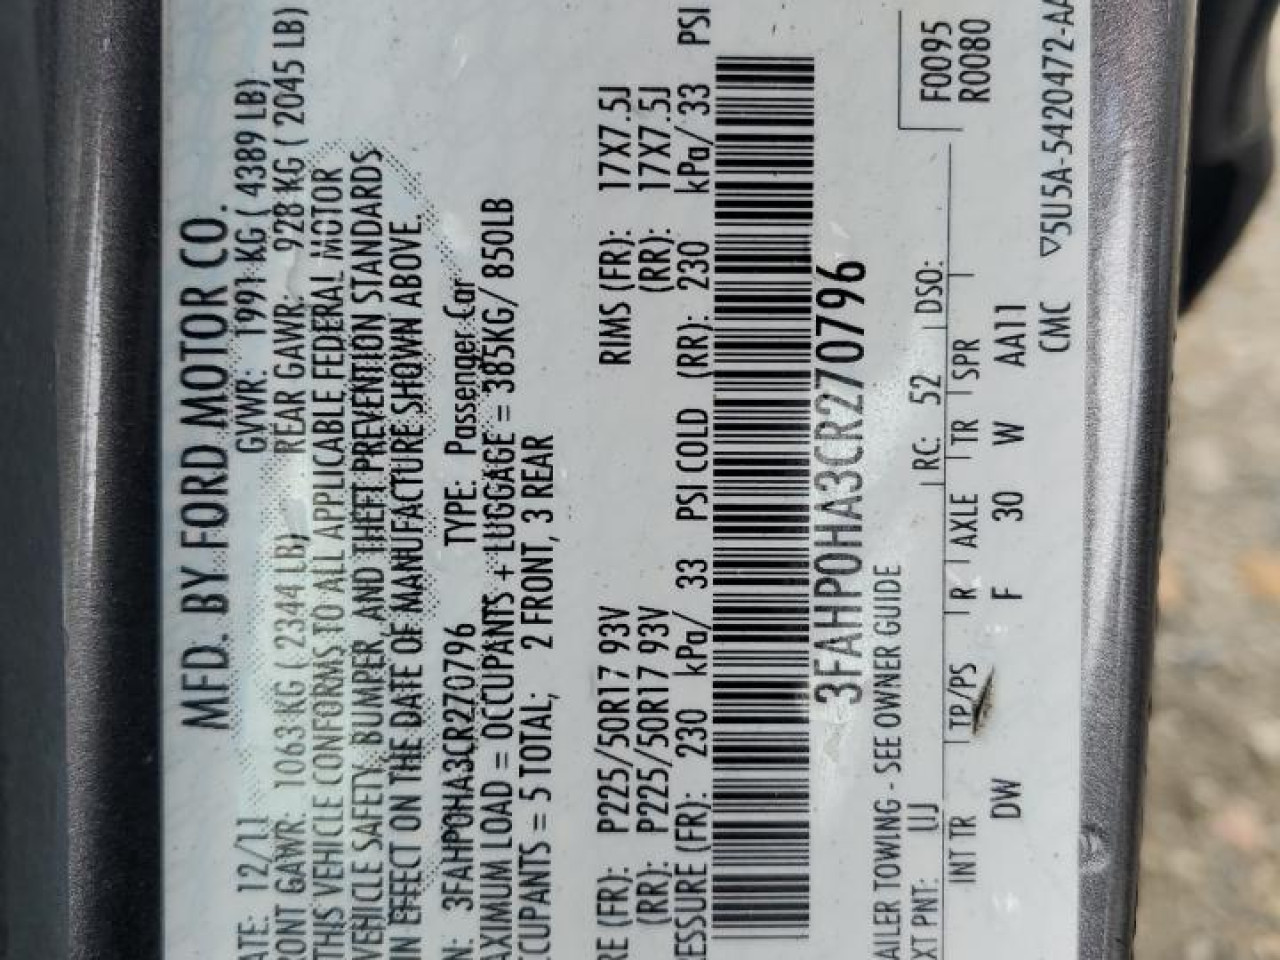 MFD. BY FORD MOTOR CO.
ATE: 12/11 GVWR: 1991 KG ( 4389 LB)
RONT GAWR: 1063 KG ( 2344 LB) REAR GAWR: 928 KG ( 2045 LB)
THIS VEHICLE CONFORMS TO ALL APPLICABLE FEDERAL MOTOR
VEHICLE SAFETY, BUMPER, AND THEFT PREVENTION STANDARDS
IN EFFECT ON THE DATE OF MANUFACTURE SHOWN ABOVE.
N: 3FAHP0HA3CR270796 TYPE: Passenger Car
AXIMUM LOAD = OCCUPANTS + LUGGAGE = 385KG/ 850LB
CCUPANTS = 5 TOTAL; 2 FRONT, 3 REAR
RE (FR): P225/50R17 93V RIMS (FR): 17X7.5J
(RR): P225/50R17 93V (RR): 17X7.5J
ESSURE (FR): 230 kPa/ 33 PSI COLD (RR): 230 kPa/ 33 PSI
3FAHP0HA3CR270796
AILER TOWING - SEE OWNER GUIDE
F0095
R0080
XT PNT: UJ RC: 52 DSO:
INT TR TP/PS R AXLE TR SPR
DW F 30 W AA11
CMC ▽5U5A-5420472-AA